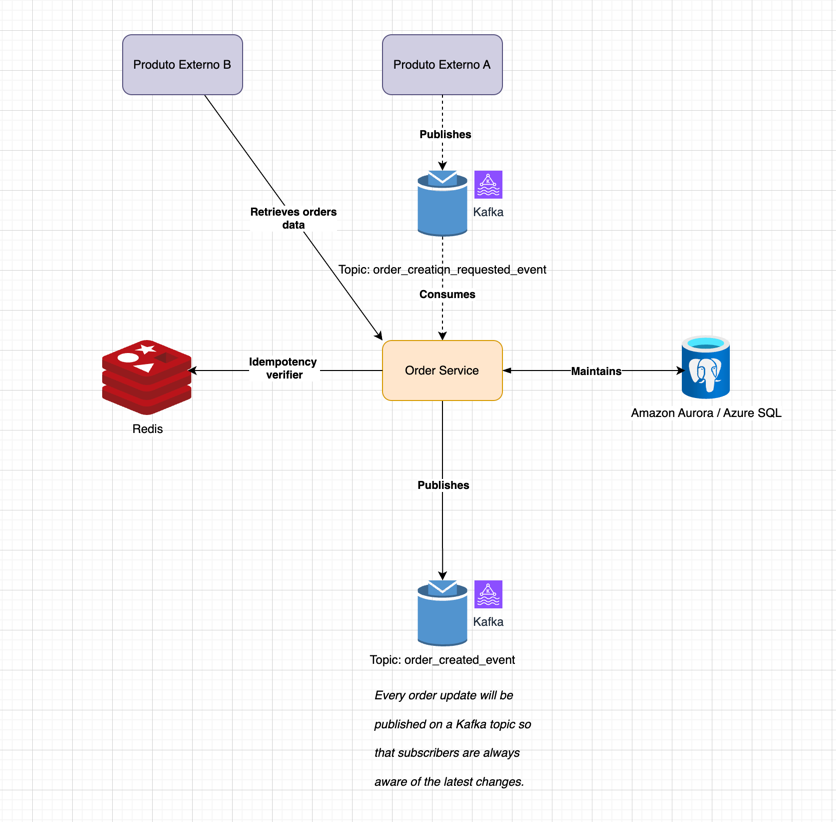 Produto Externo B
Produto Externo A
Publishes
Kafka
Retrieves orders
data
Topic: order_creation_requested_event
Consumes
Idempotency
verifier
Order Service
Maintains
Amazon Aurora / Azure SQL
Redis
Publishes
Kafka
Topic: order_created_event
Every order update will be
published on a Kafka topic so
that subscribers are always
aware of the latest changes.